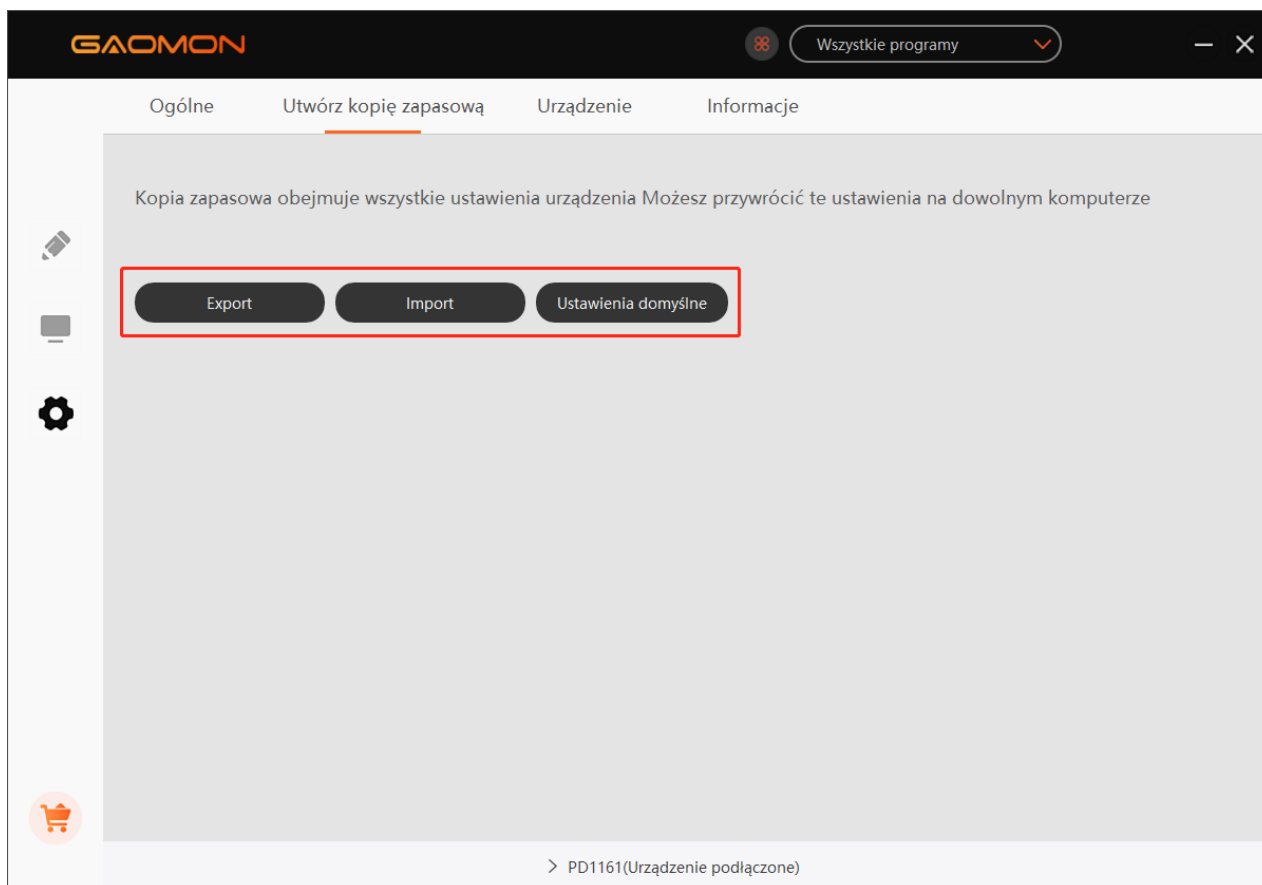 GAOMON
Wszystkie programy
Ogólne Utwórz kopię zapasową Urządzenie Informacje
Kopia zapasowa obejmuje wszystkie ustawienia urządzenia Możesz przywrócić te ustawienia na dowolnym komputerze
Export Import Ustawienia domyślne
PD1161(Urządzenie podłączone)